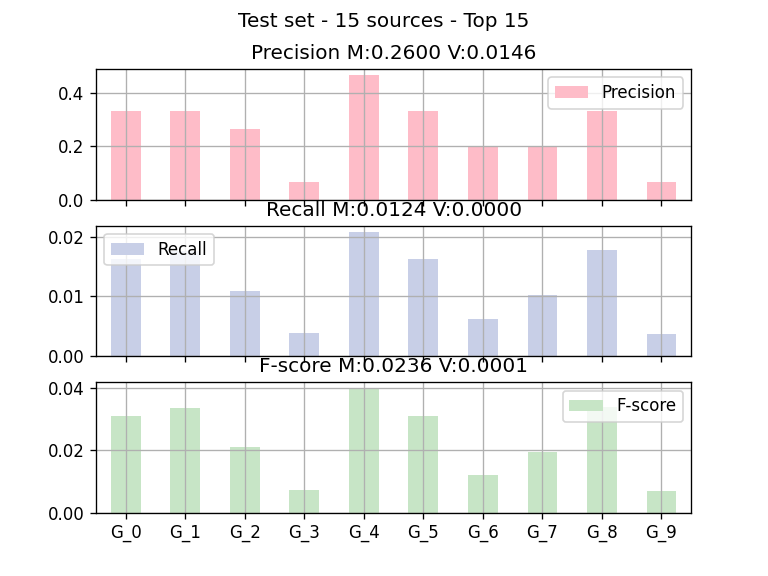 Test set - 15 sources - Top 15
Precision M:0.2600 V:0.0146
0.4
0.2
0.0
Precision
Recall M:0.0124 V:0.0000
0.02
0.01
0.00
Recall
F-score M:0.0236 V:0.0001
0.04
0.02
0.00
F-score
G_0 G_1 G_2 G_3 G_4 G_5 G_6 G_7 G_8 G_9